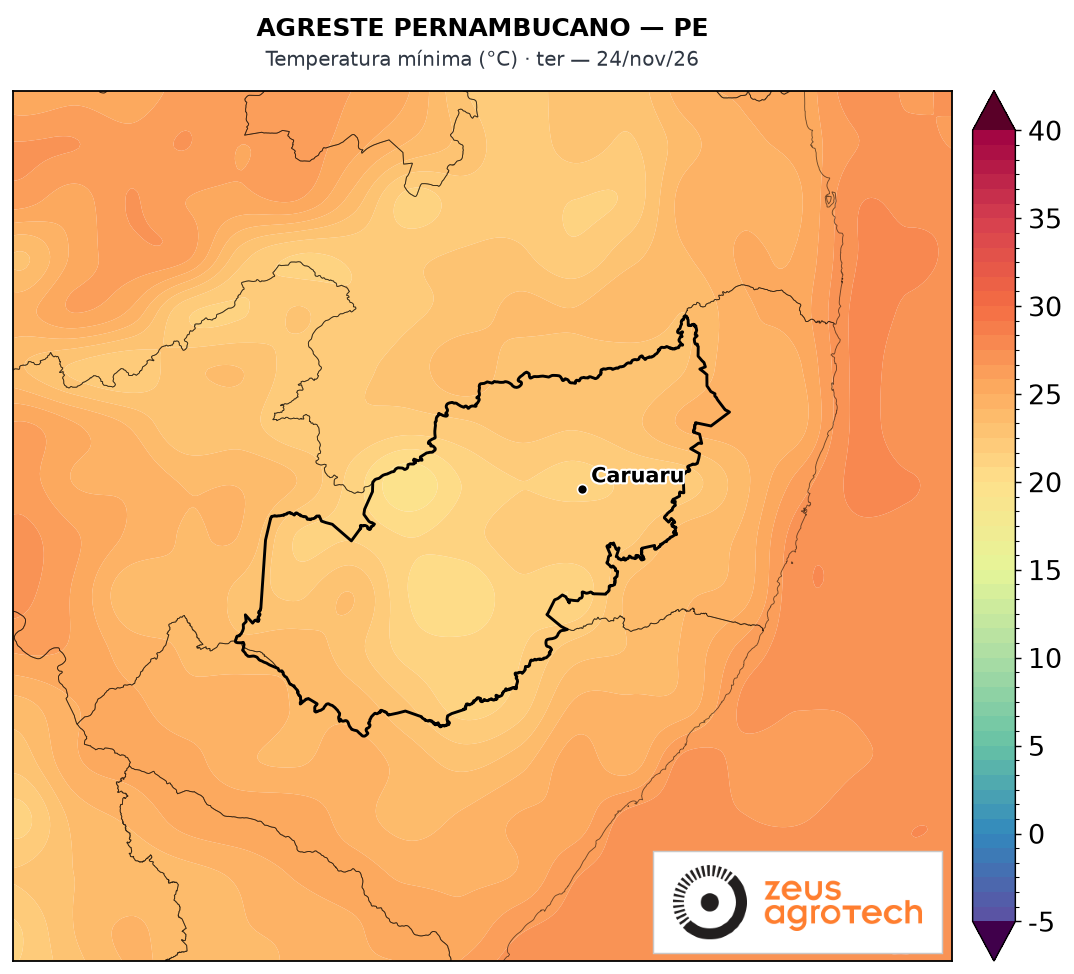 AGRESTE PERNAMBUCANO — PE
Temperatura mínima (°C) · ter — 24/nov/26
40
35
30
25
20
15
10
5
0
-5
Caruaru
zeus
agrotech